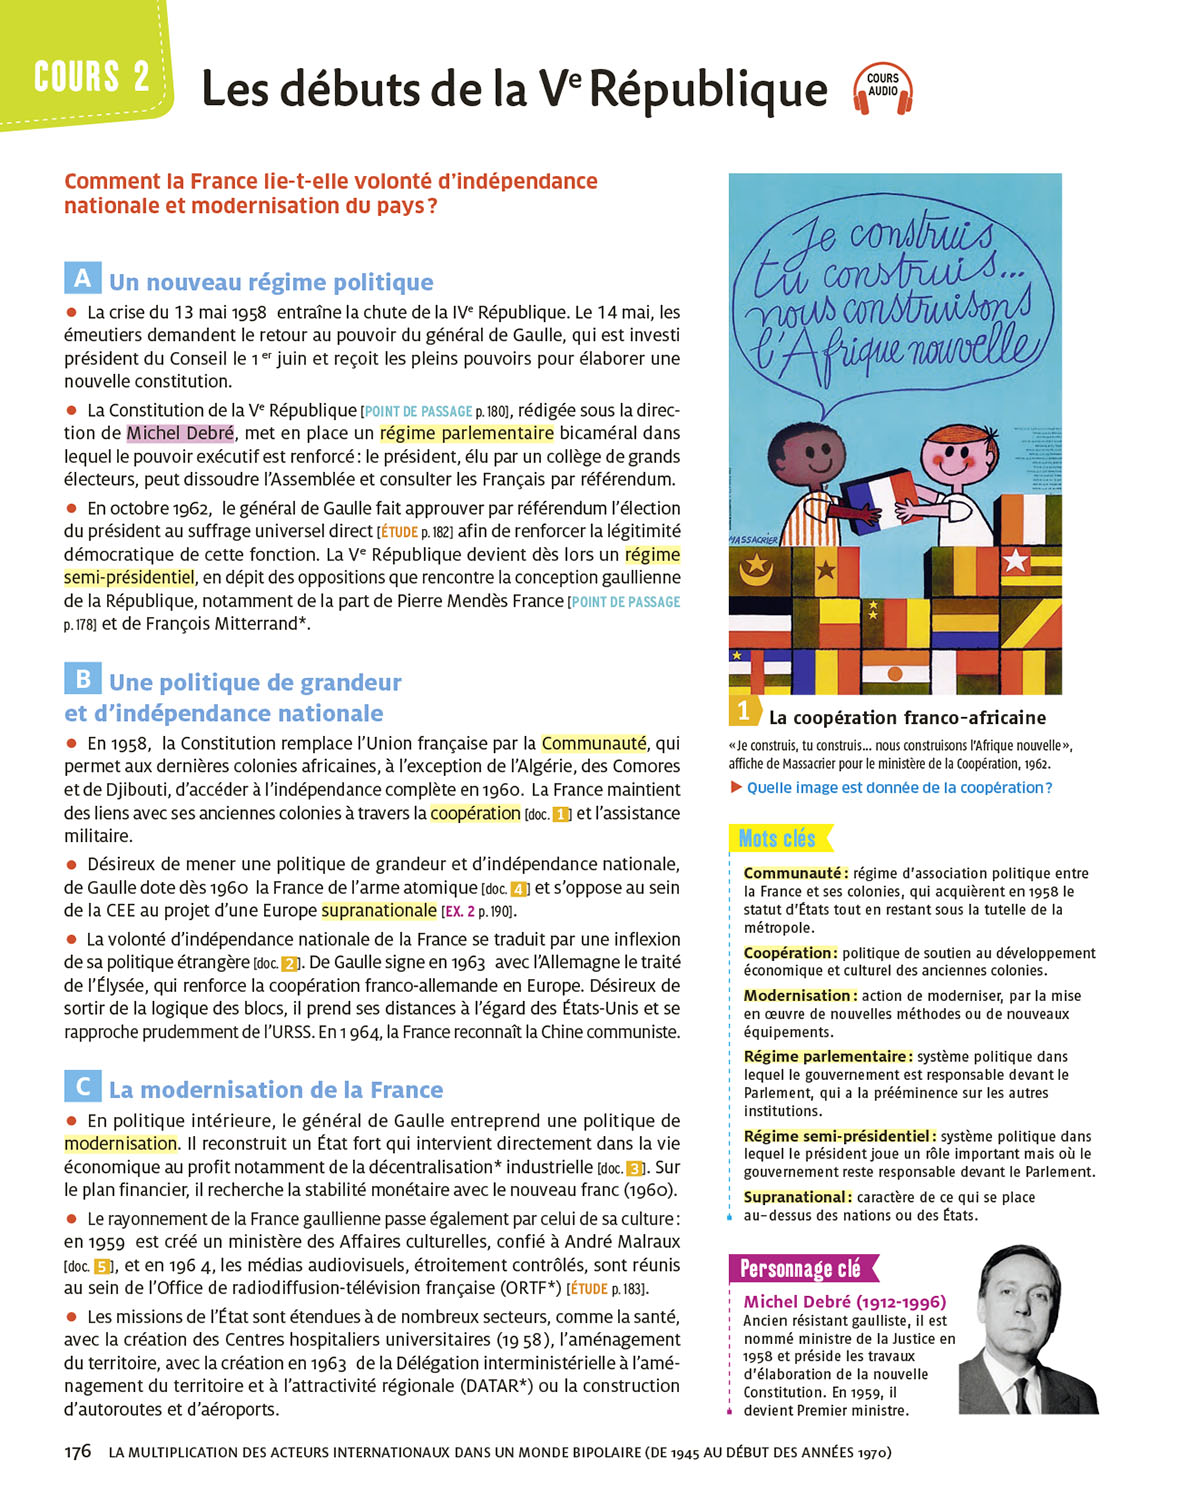 COURS 2
Les débuts de la Vᵉ République
COURS
AUDIO
Comment la France lie-t-elle volonté d'indépendance
nationale et modernisation du pays ?
A Un nouveau régime politique
• La crise du 13 mai 1958 entraîne la chute de la IVᵉ République. Le 14 mai, les
émeutiers demandent le retour au pouvoir du général de Gaulle, qui est investi
président du Conseil le 1ᵉʳ juin et reçoit les pleins pouvoirs pour élaborer une
nouvelle constitution.
• La Constitution de la Vᵉ République [POINT DE PASSAGE p. 180], rédigée sous la direc-
tion de Michel Debré, met en place un régime parlementaire bicaméral dans
lequel le pouvoir exécutif est renforcé : le président, élu par un collège de grands
électeurs, peut dissoudre l'Assemblée et consulter les Français par référendum.
• En octobre 1962, le général de Gaulle fait approuver par référendum l'élection
du président au suffrage universel direct [ÉTUDE p. 182] afin de renforcer la légitimité
démocratique de cette fonction. La Vᵉ République devient dès lors un régime
semi-présidentiel, en dépit des oppositions que rencontre la conception gaullienne
de la République, notamment de la part de Pierre Mendès France [POINT DE PASSAGE
p. 178] et de François Mitterrand*.
B Une politique de grandeur
et d'indépendance nationale
• En 1958, la Constitution remplace l'Union française par la Communauté, qui
permet aux dernières colonies africaines, à l'exception de l'Algérie, des Comores
et de Djibouti, d'accéder à l'indépendance complète en 1960. La France maintient
des liens avec ses anciennes colonies à travers la coopération [doc. 1] et l'assistance
militaire.
• Désireux de mener une politique de grandeur et d'indépendance nationale,
de Gaulle dote dès 1960 la France de l'arme atomique [doc. 4] et s'oppose au sein
de la CEE au projet d'une Europe supranationale [EX. 2 p. 190].
• La volonté d'indépendance nationale de la France se traduit par une inflexion
de sa politique étrangère [doc. 2]. De Gaulle signe en 1963 avec l'Allemagne le traité
de l'Élysée, qui renforce la coopération franco-allemande en Europe. Désireux de
sortir de la logique des blocs, il prend ses distances à l'égard des États-Unis et se
rapproche prudemment de l'URSS. En 1 964, la France reconnaît la Chine communiste.
C La modernisation de la France
• En politique intérieure, le général de Gaulle entreprend une politique de
modernisation. Il reconstruit un État fort qui intervient directement dans la vie
économique au profit notamment de la décentralisation* industrielle [doc. 3]. Sur
le plan financier, il recherche la stabilité monétaire avec le nouveau franc (1960).
• Le rayonnement de la France gaullienne passe également par celui de sa culture :
en 1959 est créé un ministère des Affaires culturelles, confié à André Malraux
[doc. 5], et en 196 4, les médias audiovisuels, étroitement contrôlés, sont réunis
au sein de l'Office de radiodiffusion-télévision française (ORTF*) [ÉTUDE p. 183].
• Les missions de l'État sont étendues à de nombreux secteurs, comme la santé,
avec la création des Centres hospitaliers universitaires (19 58), l'aménagement
du territoire, avec la création en 1963 de la Délégation interministérielle à l'amé-
nagement du territoire et à l'attractivité régionale (DATAR*) ou la construction
d'autoroutes et d'aéroports.
Je construis
tu construis...
nous construisons
l'Afrique nouvelle
MASSACRIER
1 La coopération franco-africaine
« Je construis, tu construis... nous construisons l'Afrique nouvelle »,
affiche de Massacrier pour le ministère de la Coopération, 1962.
▶ Quelle image est donnée de la coopération ?
Mots clés
Communauté : régime d'association politique entre
la France et ses colonies, qui acquièrent en 1958 le
statut d'États tout en restant sous la tutelle de la
métropole.
Coopération : politique de soutien au développement
économique et culturel des anciennes colonies.
Modernisation : action de moderniser, par la mise
en œuvre de nouvelles méthodes ou de nouveaux
équipements.
Régime parlementaire : système politique dans
lequel le gouvernement est responsable devant le
Parlement, qui a la prééminence sur les autres
institutions.
Régime semi-présidentiel : système politique dans
lequel le président joue un rôle important mais où le
gouvernement reste responsable devant le Parlement.
Supranational : caractère de ce qui se place
au-dessus des nations ou des États.
Personnage clé
Michel Debré (1912-1996)
Ancien résistant gaulliste, il est
nommé ministre de la Justice en
1958 et préside les travaux
d'élaboration de la nouvelle
Constitution. En 1959, il
devient Premier ministre.
176 LA MULTIPLICATION DES ACTEURS INTERNATIONAUX DANS UN MONDE BIPOLAIRE (DE 1945 AU DÉBUT DES ANNÉES 1970)